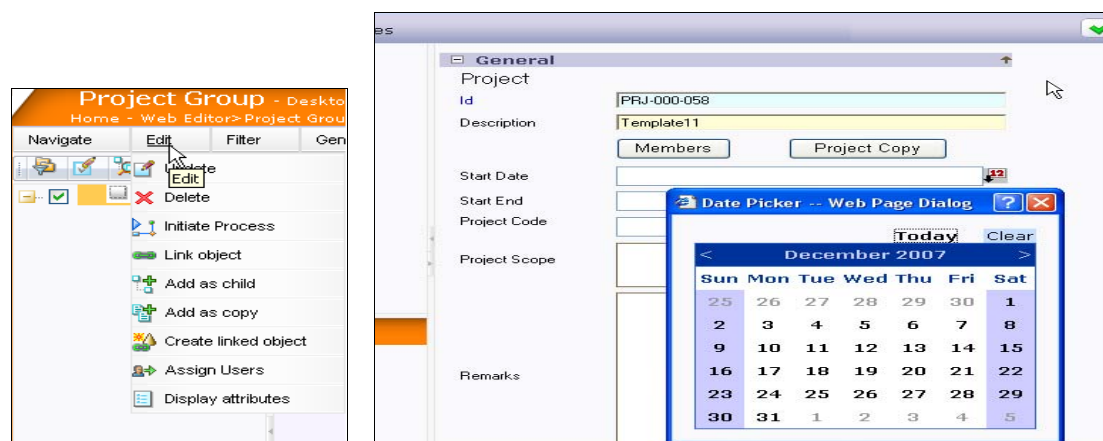 Project Group - Deskto
Home - Web Editor>Project Grou
Navigate Edit Filter Gen
Update
Edit
Delete
Initiate Process
Link object
Add as child
Add as copy
Create linked object
Assign Users
Display attributes
es
General
Project
Id PRJ-000-058
Description Template11
Members Project Copy
Start Date 12
Start End
Project Code
Project Scope
Remarks
Date Picker -- Web Page Dialog ?
Today Clear
< December 2007 >
Sun Mon Tue Wed Thu Fri Sat
25 26 27 28 29 30 1
2 3 4 5 6 7 8
9 10 11 12 13 14 15
16 17 18 19 20 21 22
23 24 25 26 27 28 29
30 31 1 2 3 4 5